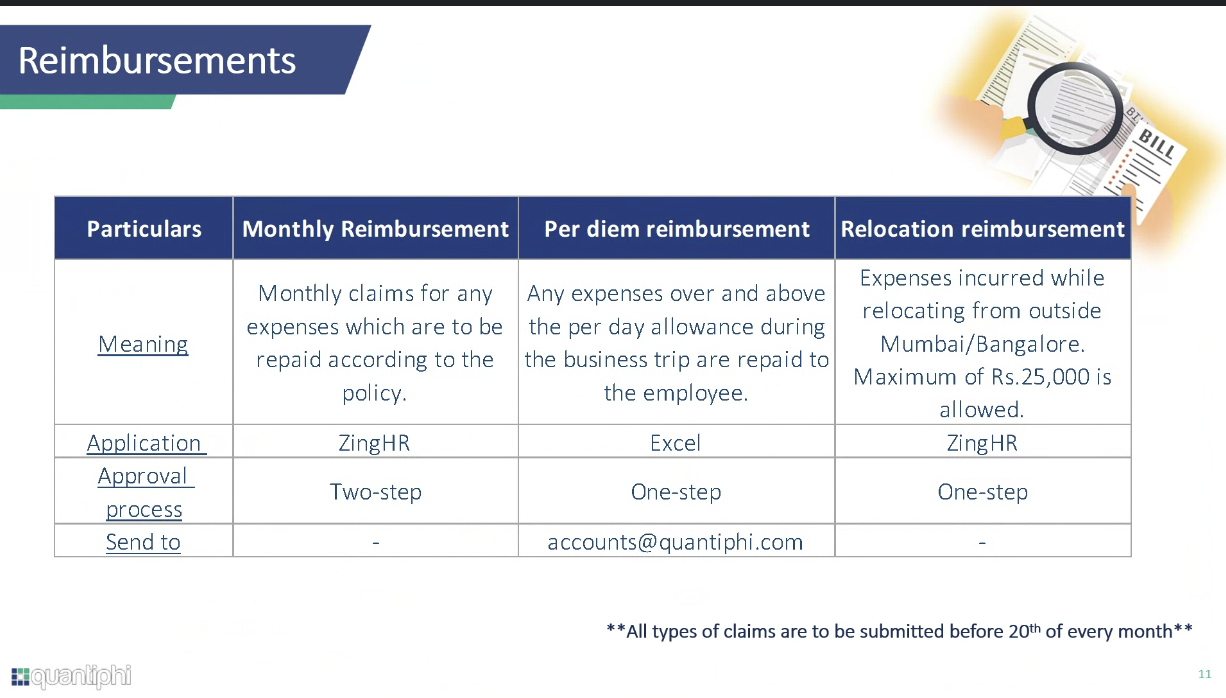 Reimbursements
BILL
BILL
Particulars
Monthly Reimbursement
Per diem reimbursement
Relocation reimbursement
Meaning
Monthly claims for any
expenses which are to be
repaid according to the
policy.
Any expenses over and above
the per day allowance during
the business trip are repaid to
the employee.
Expenses incurred while
relocating from outside
Mumbai/Bangalore.
Maximum of Rs.25,000 is
allowed.
Application
ZingHR
Excel
ZingHR
Approval
process
Two-step
One-step
One-step
Send to
-
accounts@quantiphi.com
-
**All types of claims are to be submitted before 20th of every month**
quantiphi
11